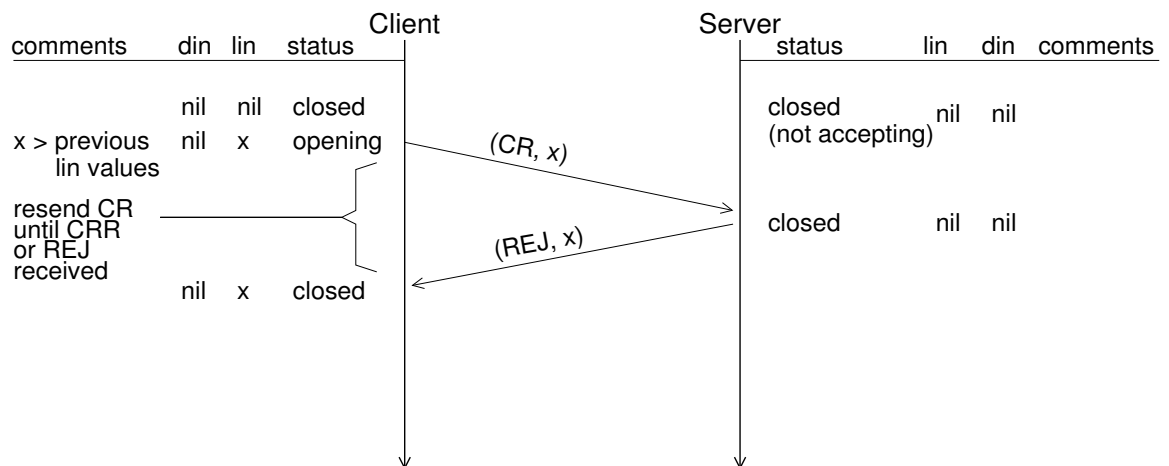 Client Server
comments din lin status status lin din comments
nil nil closed closed nil nil
x > previous nil x opening (CR, x) (not accepting)
lin values
resend CR closed nil nil
until CRR
or REJ (REJ, x)
received
nil x closed